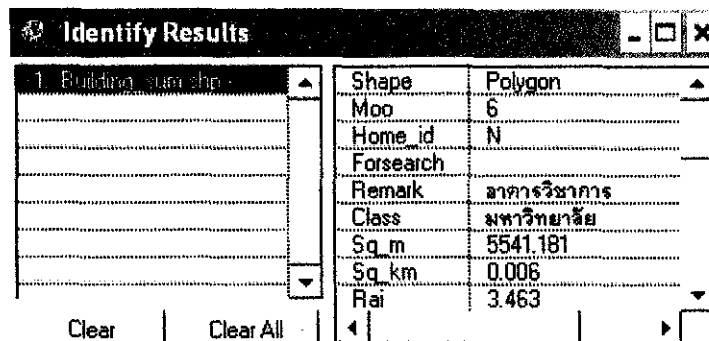 Identify Results
1: Building_sum.shp -
Shape Polygon
Moo 6
Home_id N
Forsearch
Remark อาคารวิชาการ
Class มหาวิทยาลัย
Sq_m 5541.181
Sq_km 0.006
Rai 3.463
Clear Clear All